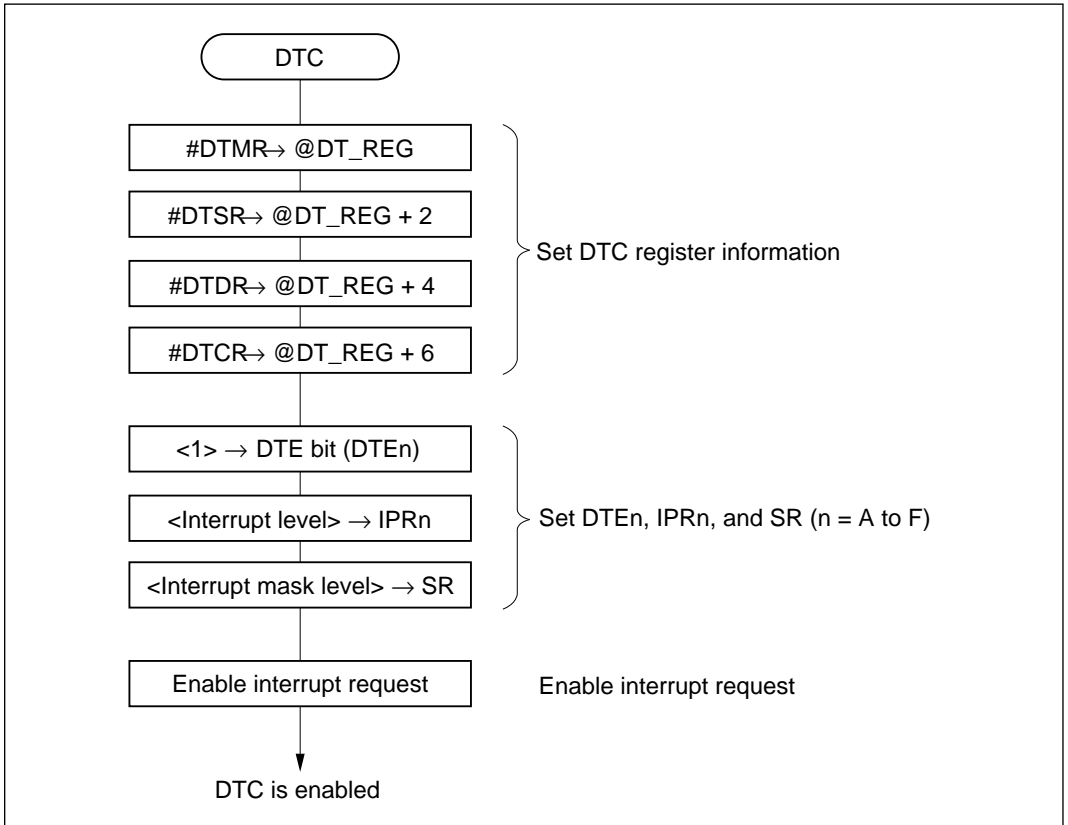 DTC
#DTMR→ @DT_REG
#DTSR→ @DT_REG + 2
#DTDR→ @DT_REG + 4
#DTCR→ @DT_REG + 6
Set DTC register information
<1> → DTE bit (DTEn)
<Interrupt level> → IPRn
<Interrupt mask level> → SR
Set DTEn, IPRn, and SR (n = A to F)
Enable interrupt request
Enable interrupt request
DTC is enabled